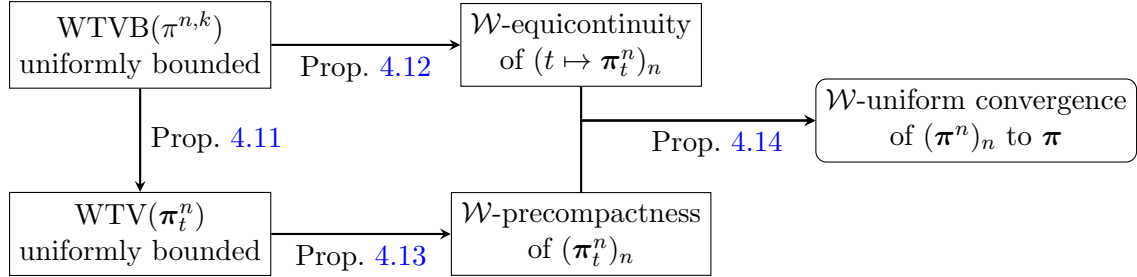 WTVB(π^{n,k})
uniformly bounded
Prop. 4.12
𝒲-equicontinuity
of (t ↦ 𝝅_t^n)_n
Prop. 4.11
Prop. 4.14
𝒲-uniform convergence
of (𝝅^n)_n to 𝝅
WTV(𝝅_t^n)
uniformly bounded
Prop. 4.13
𝒲-precompactness
of (𝝅_t^n)_n